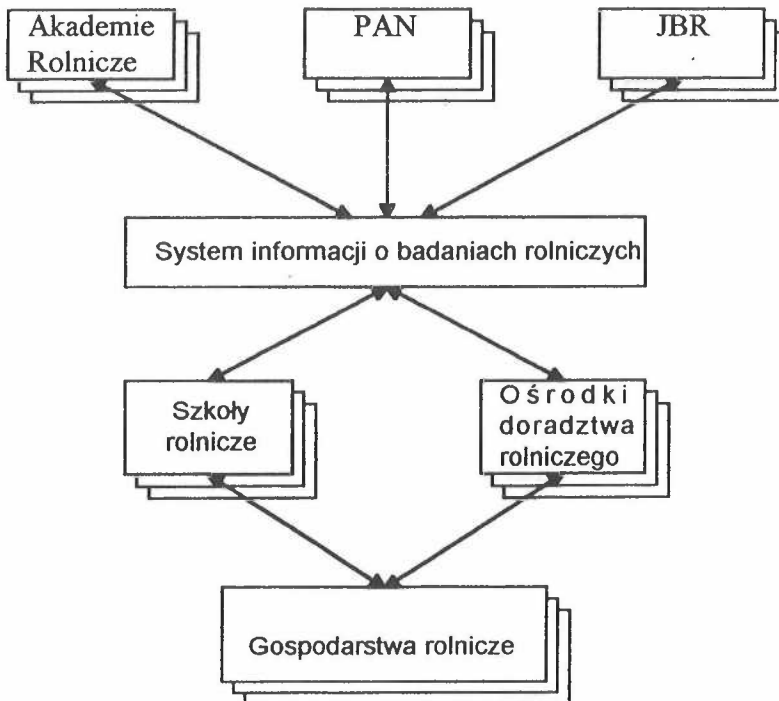 Akademie
Rolnicze
PAN
JBR
System informacji o badaniach rolniczych
Szkoły
rolnicze
Ośrodki
doradztwa
rolniczego
Gospodarstwa rolnicze